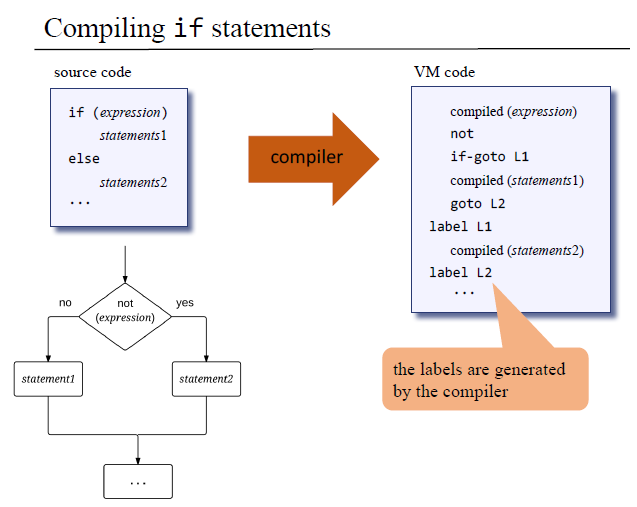 Compiling if statements
source code
if (expression)
statements1
else
statements2
...
compiler
VM code
compiled (expression)
not
if-goto L1
compiled (statements1)
goto L2
label L1
compiled (statements2)
label L2
...
the labels are generated
by the compiler
no
not
(expression)
yes
statement1
statement2
...